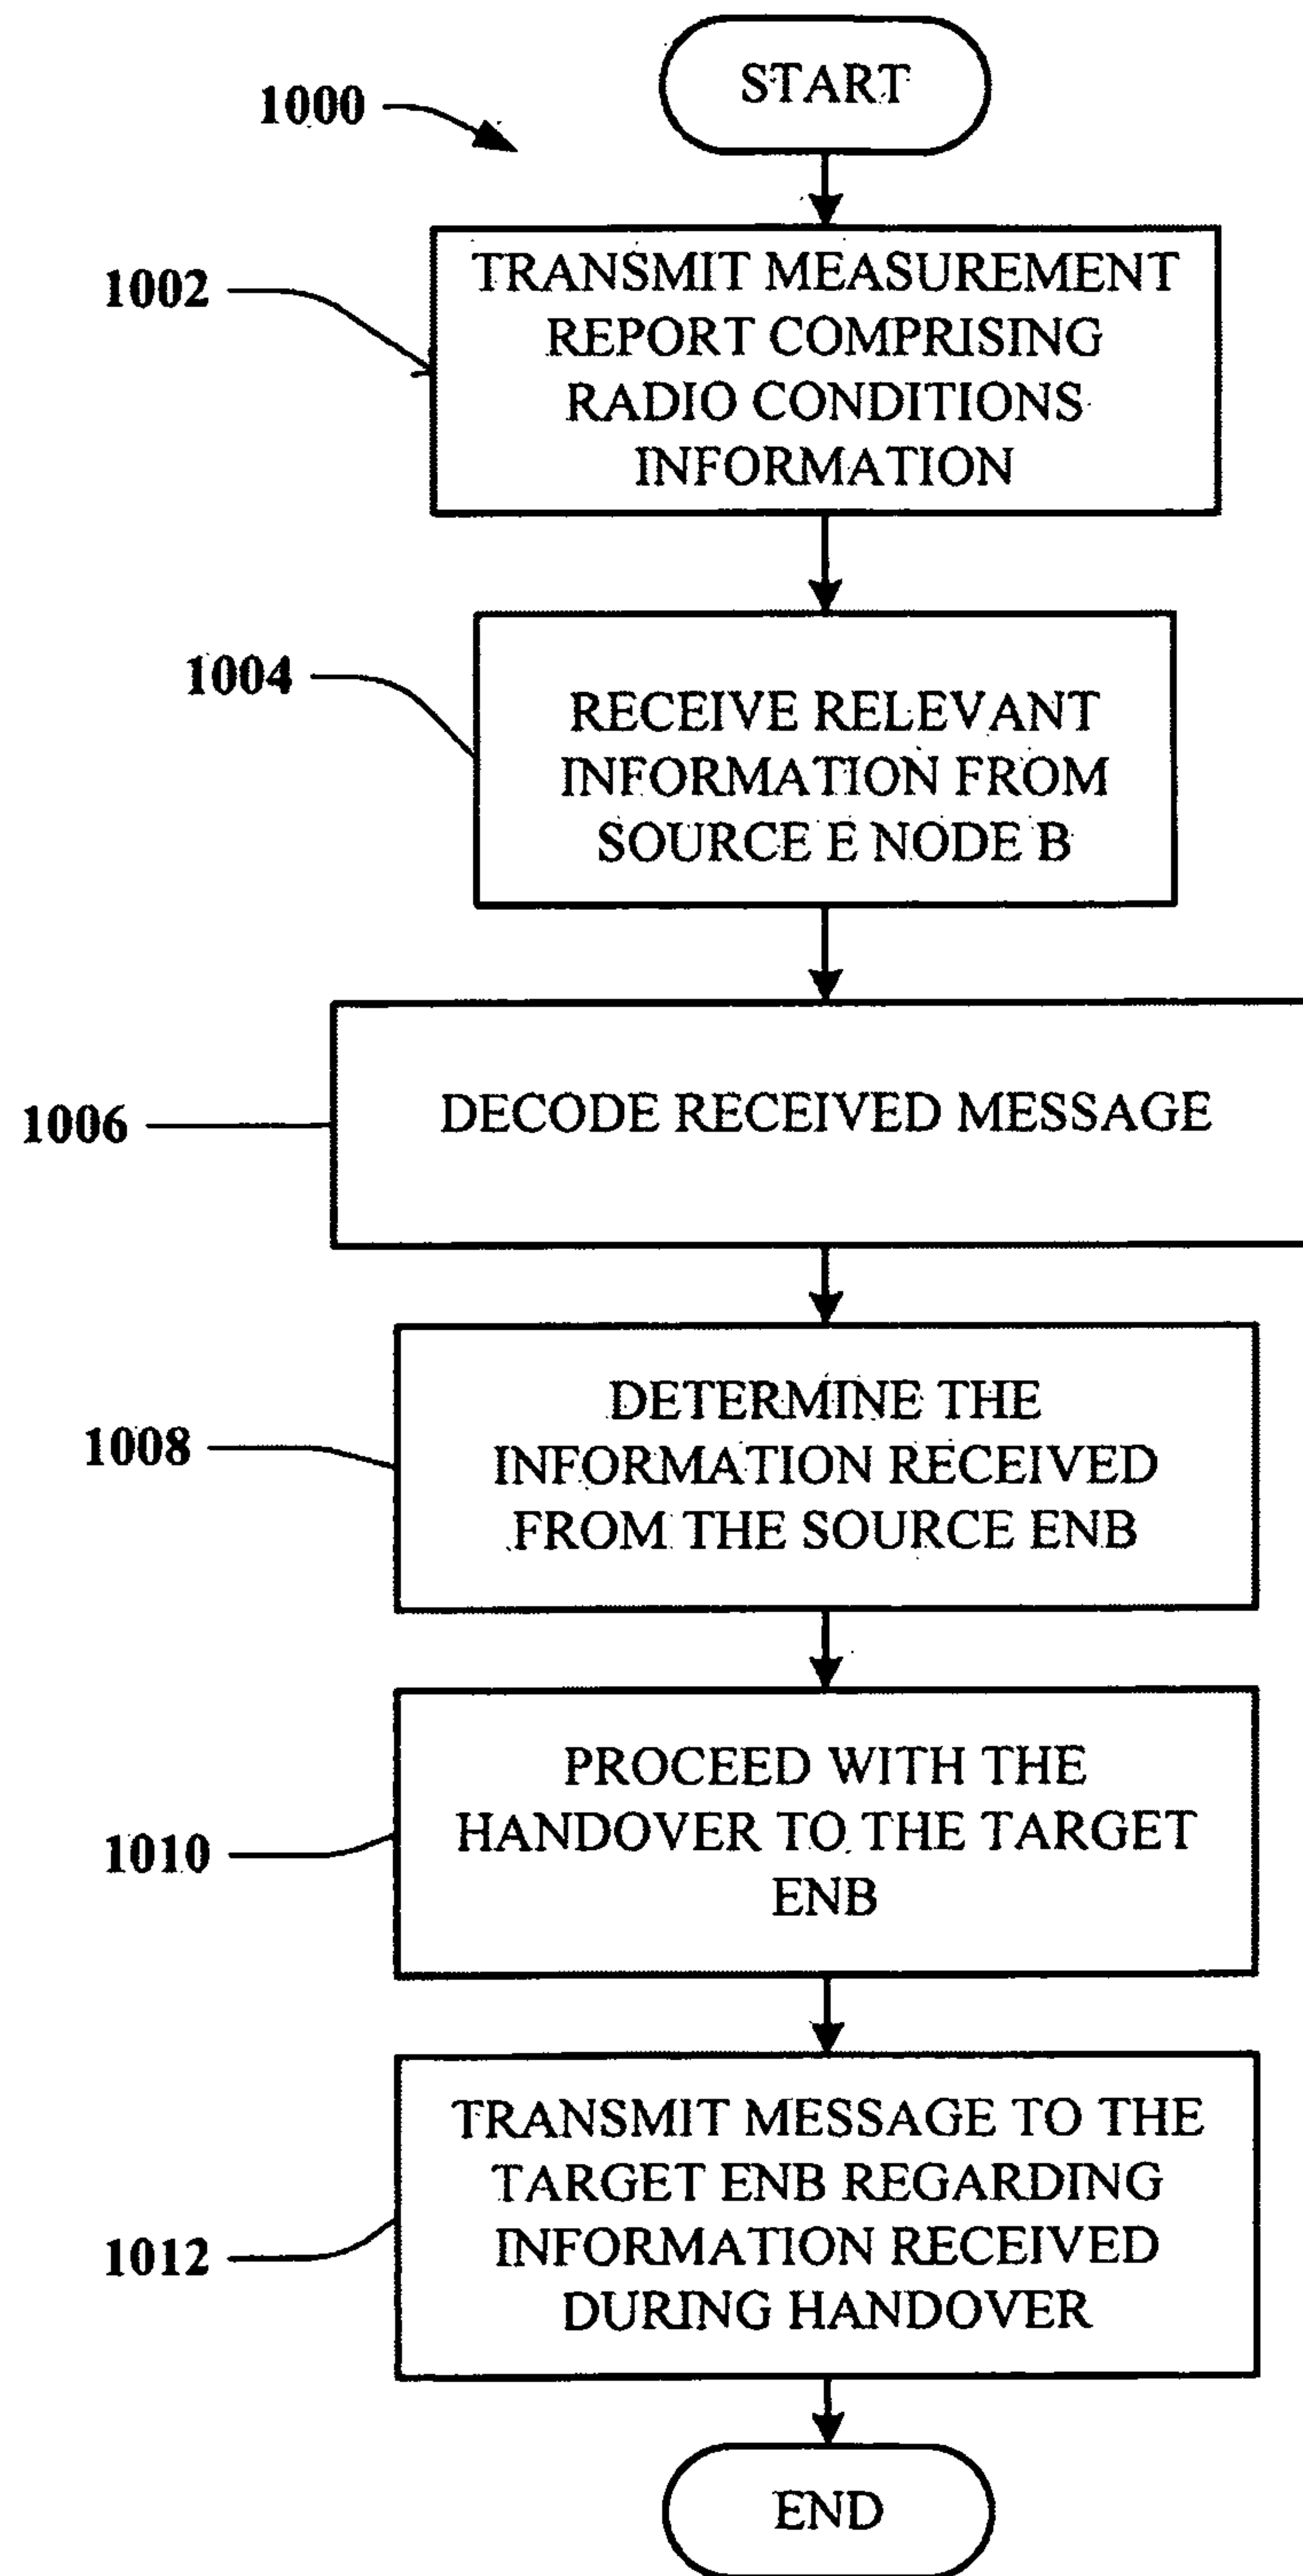 START
1000
1002
TRANSMIT MEASUREMENT
REPORT COMPRISING
RADIO CONDITIONS
INFORMATION
1004
RECEIVE RELEVANT
INFORMATION FROM
SOURCE E NODE B
1006
DECODE RECEIVED MESSAGE
1008
DETERMINE THE
INFORMATION RECEIVED
FROM THE SOURCE ENB
1010
PROCEED WITH THE
HANDOVER TO THE TARGET
ENB
1012
TRANSMIT MESSAGE TO THE
TARGET ENB REGARDING
INFORMATION RECEIVED
DURING HANDOVER
END